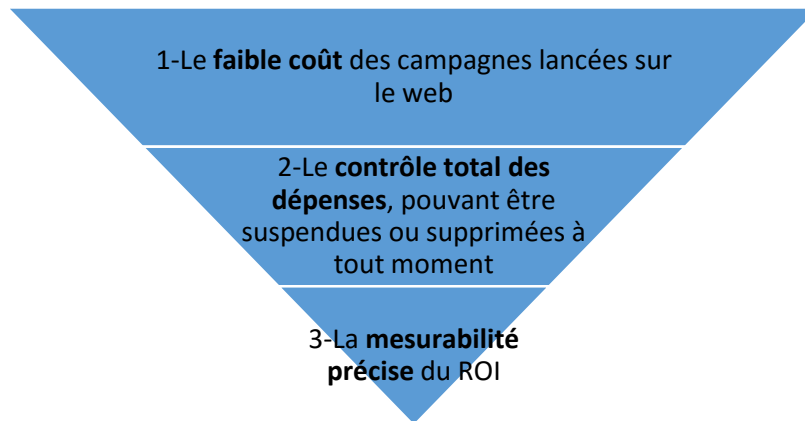 1-Le faible coût des campagnes lancées sur
le web
2-Le contrôle total des
dépenses, pouvant être
suspendues ou supprimées à
tout moment
3-La mesurabilité
précise du ROI